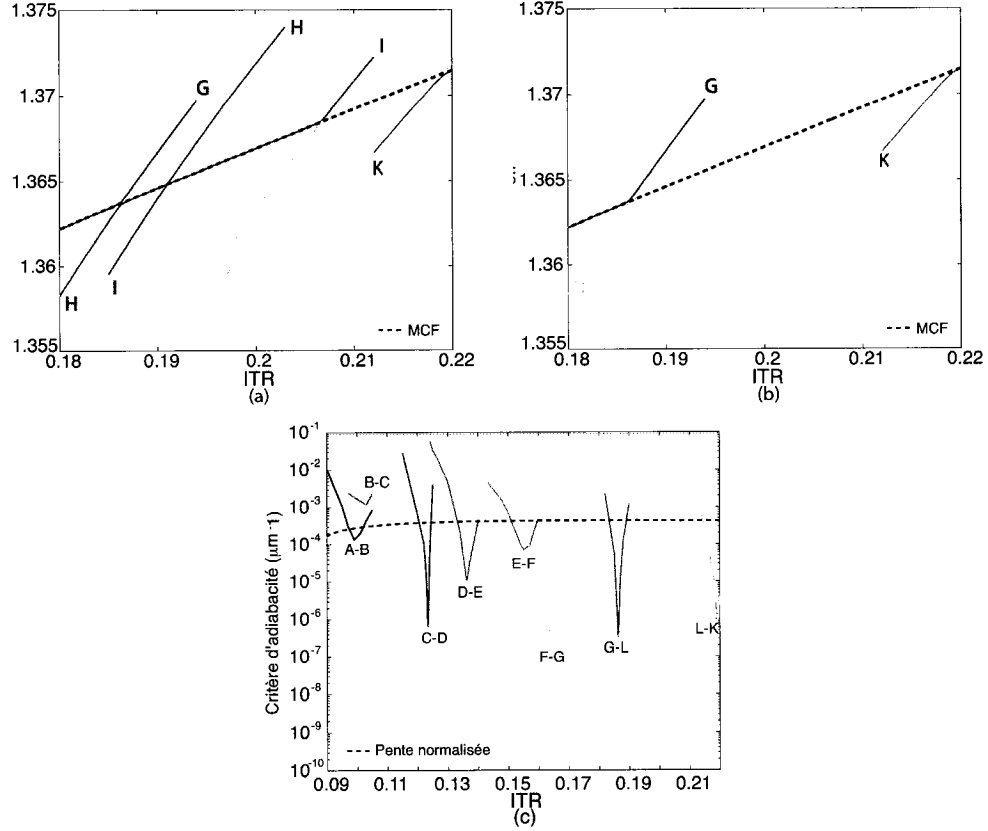 1.375
1.37
1.365
1.36
1.355
0.18
0.19
0.2
0.21
0.22
ITR
(a)
H
G
I
K
H
I
MCF
1.375
1.37
1.365
1.36
1.355
0.18
0.19
0.2
0.21
0.22
ITR
(b)
G
K
MCF
Critère d'adiabacité (μm⁻¹)
10⁻¹
10⁻²
10⁻³
10⁻⁴
10⁻⁵
10⁻⁶
10⁻⁷
10⁻⁸
10⁻⁹
10⁻¹⁰
B-C
A-B
C-D
D-E
E-F
F-G
G-L
L-K
Pente normalisée
0.09
0.11
0.13
0.15
0.17
0.19
0.21
ITR
(c)